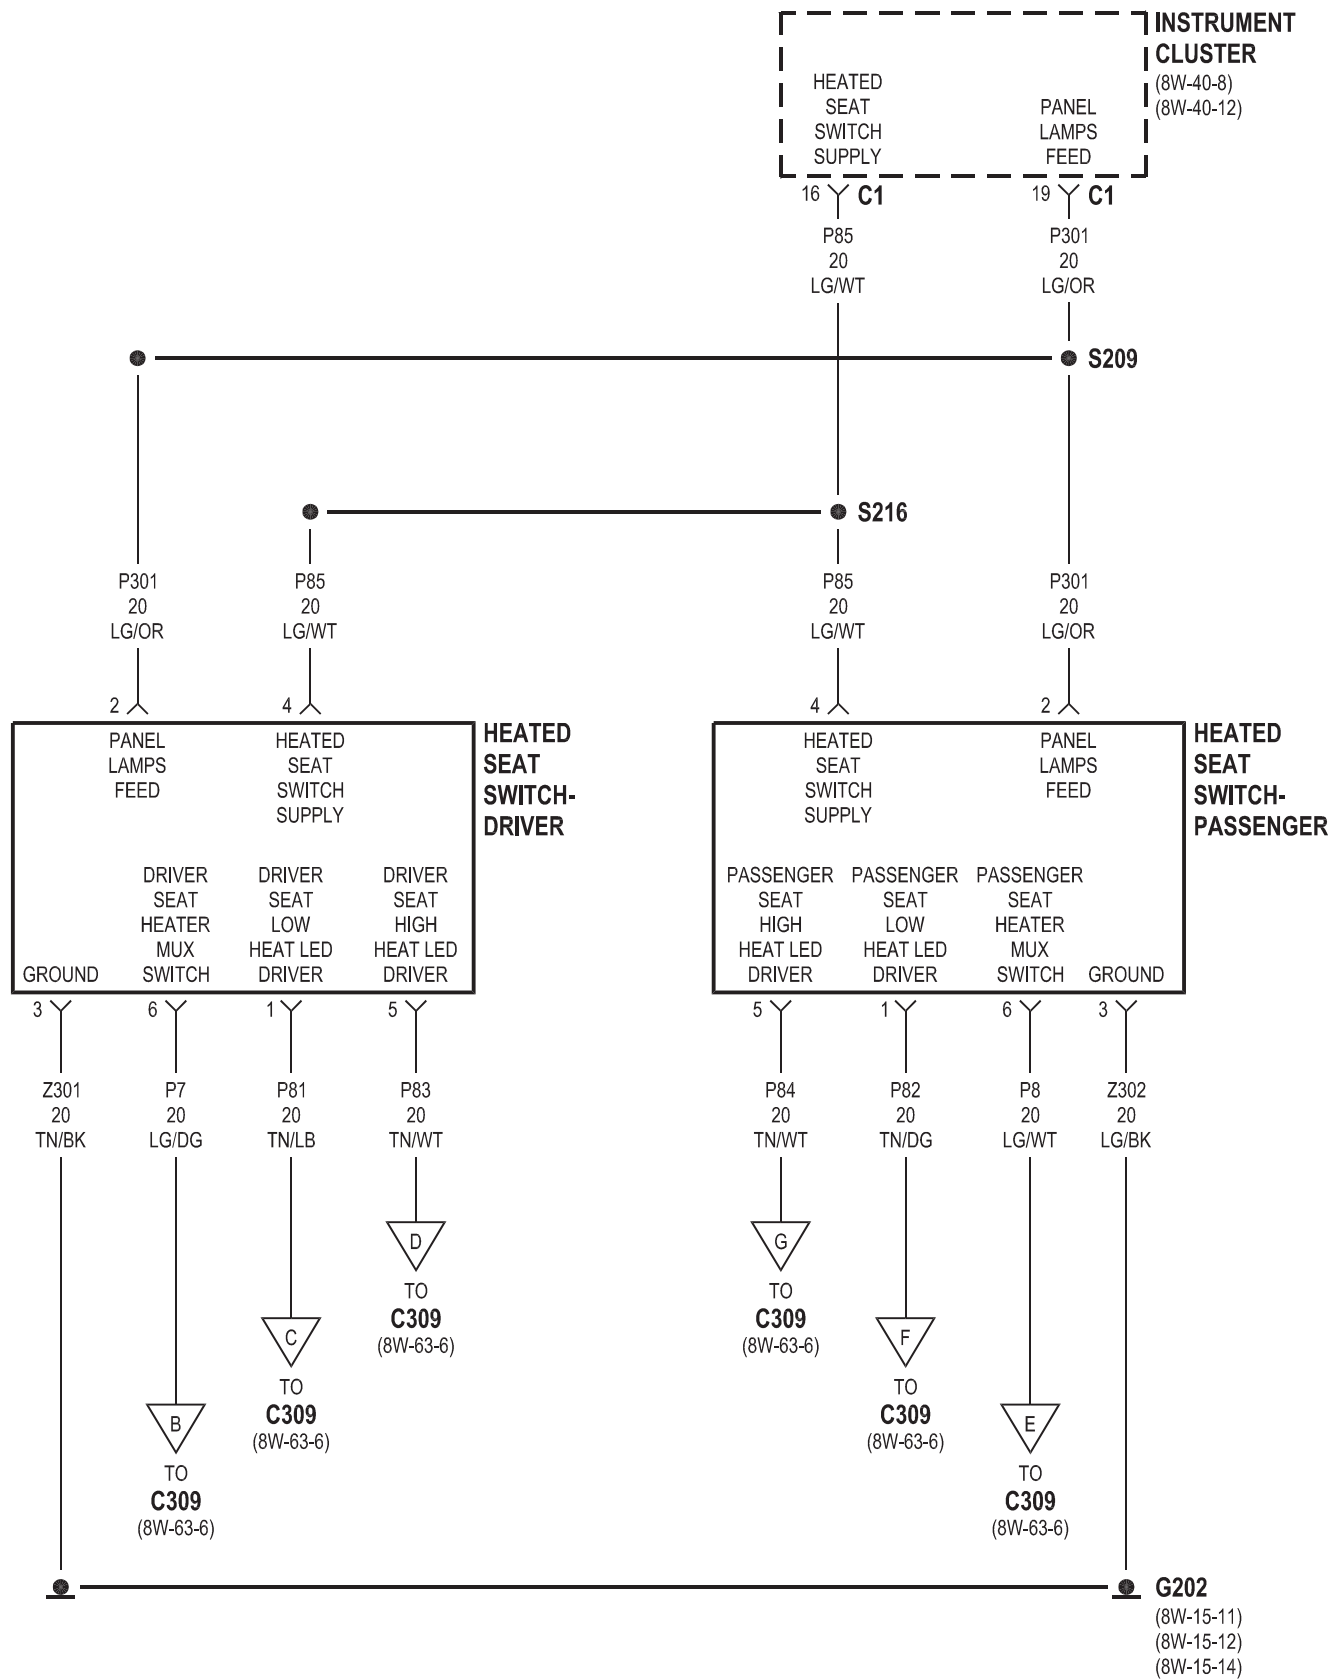 INSTRUMENT
CLUSTER
(8W-40-8)
(8W-40-12)
HEATED
SEAT
SWITCH
SUPPLY
PANEL
LAMPS
FEED
16 C1
19 C1
P85
20
LG/WT
P301
20
LG/OR
S209
S216
P301
20
LG/OR
P85
20
LG/WT
P85
20
LG/WT
P301
20
LG/OR
2
4
4
2
HEATED
SEAT
SWITCH-
DRIVER
PANEL
LAMPS
FEED
HEATED
SEAT
SWITCH
SUPPLY
GROUND
DRIVER
SEAT
HEATER
MUX
SWITCH
DRIVER
SEAT
LOW
HEAT LED
DRIVER
DRIVER
SEAT
HIGH
HEAT LED
DRIVER
HEATED
SEAT
SWITCH-
PASSENGER
HEATED
SEAT
SWITCH
SUPPLY
PANEL
LAMPS
FEED
PASSENGER
SEAT
HIGH
HEAT LED
DRIVER
PASSENGER
SEAT
LOW
HEAT LED
DRIVER
PASSENGER
SEAT
HEATER
MUX
SWITCH
GROUND
3
6
1
5
5
1
6
3
Z301
20
TN/BK
P7
20
LG/DG
P81
20
TN/LB
P83
20
TN/WT
P84
20
TN/WT
P82
20
TN/DG
P8
20
LG/WT
Z302
20
LG/BK
D
TO
C309
(8W-63-6)
G
TO
C309
(8W-63-6)
C
TO
C309
(8W-63-6)
F
TO
C309
(8W-63-6)
B
TO
C309
(8W-63-6)
E
TO
C309
(8W-63-6)
G202
(8W-15-11)
(8W-15-12)
(8W-15-14)